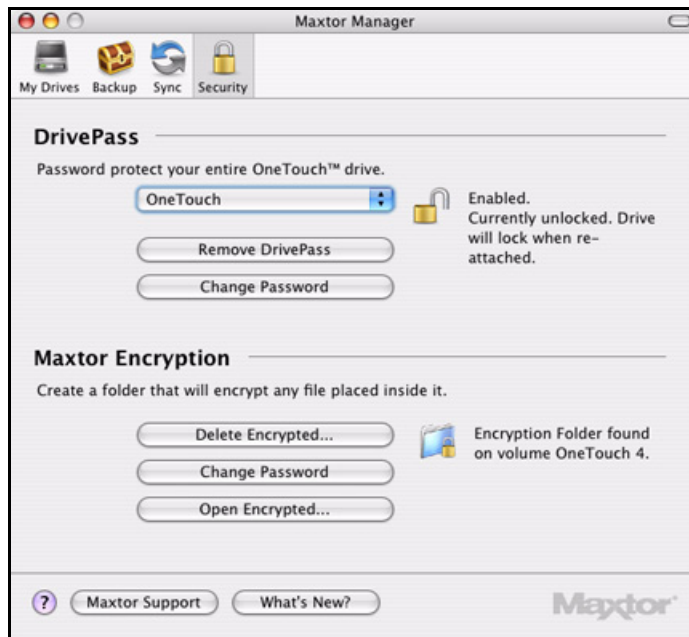 Maxtor Manager
My Drives Backup Sync Security
DrivePass
Password protect your entire OneTouch™ drive.
OneTouch
Enabled.
Currently unlocked. Drive
will lock when re-
attached.
Remove DrivePass
Change Password
Maxtor Encryption
Create a folder that will encrypt any file placed inside it.
Delete Encrypted...
Encryption Folder found
on volume OneTouch 4.
Change Password
Open Encrypted...
? Maxtor Support What's New? Maxtor